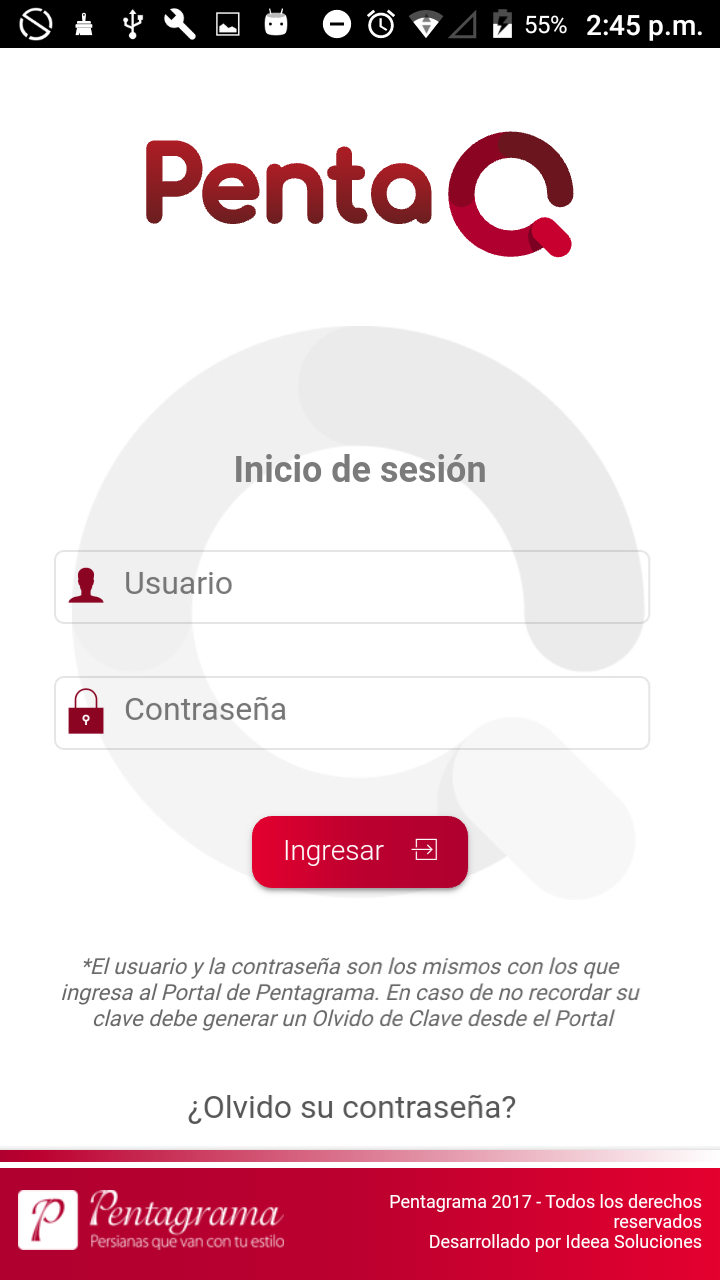 55% 2:45 p.m.
Penta Q
Inicio de sesión
Usuario
Contraseña
Ingresar
*El usuario y la contraseña son los mismos con los que
ingresa al Portal de Pentagrama. En caso de no recordar su
clave debe generar un Olvido de Clave desde el Portal
¿Olvido su contraseña?
P Pentagrama
Persianas que van con tu estilo
Pentagrama 2017 - Todos los derechos
reservados
Desarrollado por Ideea Soluciones